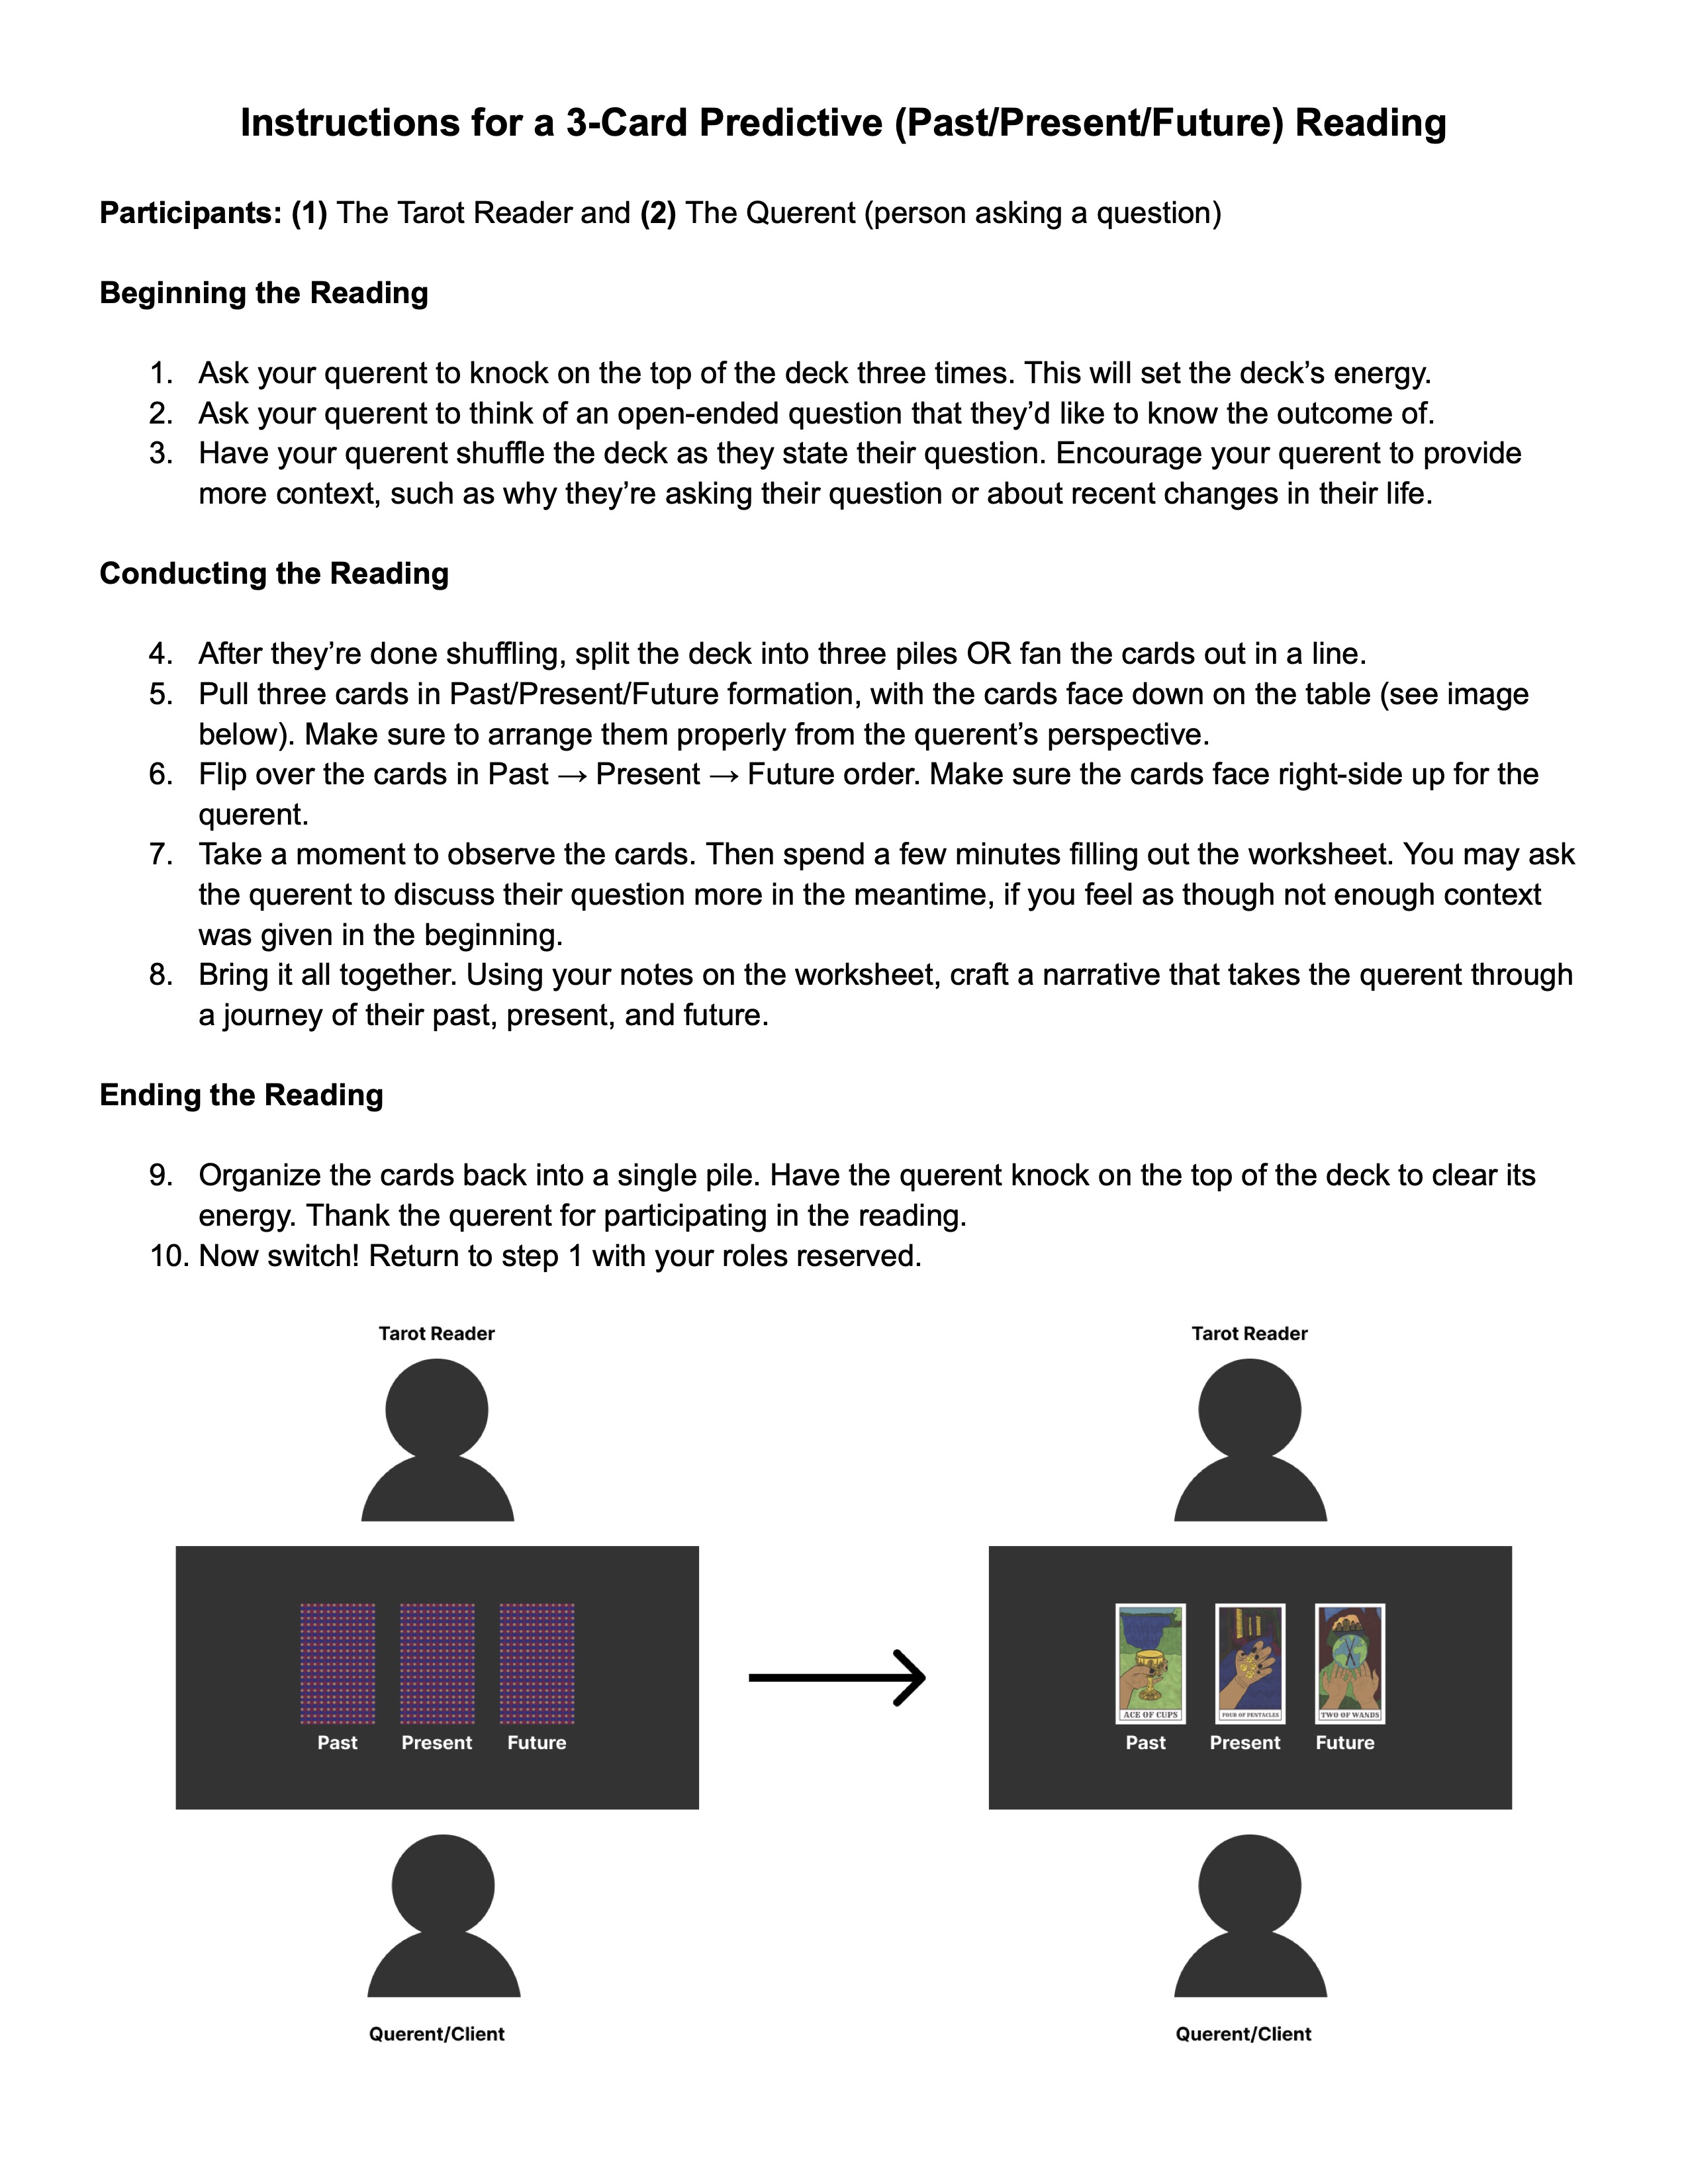 Instructions for a 3-Card Predictive (Past/Present/Future) Reading
Participants: (1) The Tarot Reader and (2) The Querent (person asking a question)
Beginning the Reading
1. Ask your querent to knock on the top of the deck three times. This will set the deck’s energy.
2. Ask your querent to think of an open-ended question that they’d like to know the outcome of.
3. Have your querent shuffle the deck as they state their question. Encourage your querent to provide
more context, such as why they’re asking their question or about recent changes in their life.
Conducting the Reading
4. After they’re done shuffling, split the deck into three piles OR fan the cards out in a line.
5. Pull three cards in Past/Present/Future formation, with the cards face down on the table (see image
below). Make sure to arrange them properly from the querent’s perspective.
6. Flip over the cards in Past → Present → Future order. Make sure the cards face right-side up for the
querent.
7. Take a moment to observe the cards. Then spend a few minutes filling out the worksheet. You may ask
the querent to discuss their question more in the meantime, if you feel as though not enough context
was given in the beginning.
8. Bring it all together. Using your notes on the worksheet, craft a narrative that takes the querent through
a journey of their past, present, and future.
Ending the Reading
9. Organize the cards back into a single pile. Have the querent knock on the top of the deck to clear its
energy. Thank the querent for participating in the reading.
10. Now switch! Return to step 1 with your roles reserved.
Tarot Reader
Past Present Future
Querent/Client
Tarot Reader
ACE OF CUPS FOUR OF PENTACLES TWO OF WANDS
Past Present Future
Querent/Client